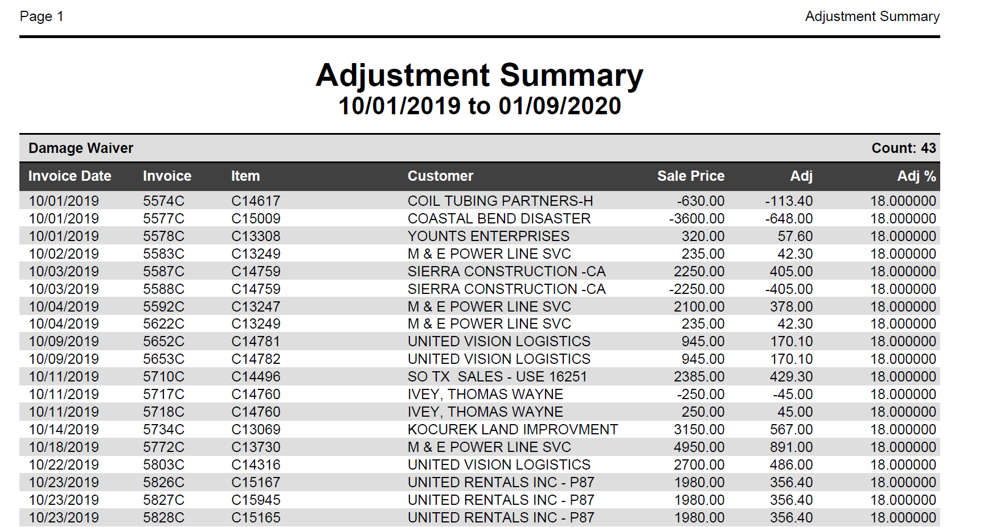 Page 1 Adjustment Summary
Adjustment Summary
10/01/2019 to 01/09/2020
Damage Waiver Count: 43
Invoice Date Invoice Item Customer Sale Price Adj Adj %
10/01/2019 5574C C14617 COIL TUBING PARTNERS-H -630.00 -113.40 18.000000
10/01/2019 5577C C15009 COASTAL BEND DISASTER -3600.00 -648.00 18.000000
10/01/2019 5578C C13308 YOUNTS ENTERPRISES 320.00 57.60 18.000000
10/02/2019 5583C C13249 M & E POWER LINE SVC 235.00 42.30 18.000000
10/03/2019 5587C C14759 SIERRA CONSTRUCTION -CA 2250.00 405.00 18.000000
10/03/2019 5588C C14759 SIERRA CONSTRUCTION -CA -2250.00 -405.00 18.000000
10/04/2019 5592C C13247 M & E POWER LINE SVC 2100.00 378.00 18.000000
10/04/2019 5622C C13249 M & E POWER LINE SVC 235.00 42.30 18.000000
10/09/2019 5652C C14781 UNITED VISION LOGISTICS 945.00 170.10 18.000000
10/09/2019 5653C C14782 UNITED VISION LOGISTICS 945.00 170.10 18.000000
10/11/2019 5710C C14496 SO TX  SALES - USE 16251 2385.00 429.30 18.000000
10/11/2019 5717C C14760 IVEY, THOMAS WAYNE -250.00 -45.00 18.000000
10/11/2019 5718C C14760 IVEY, THOMAS WAYNE 250.00 45.00 18.000000
10/14/2019 5734C C13069 KOCUREK LAND IMPROVMENT 3150.00 567.00 18.000000
10/18/2019 5772C C13730 M & E POWER LINE SVC 4950.00 891.00 18.000000
10/22/2019 5803C C14316 UNITED VISION LOGISTICS 2700.00 486.00 18.000000
10/23/2019 5826C C15167 UNITED RENTALS INC - P87 1980.00 356.40 18.000000
10/23/2019 5827C C15945 UNITED RENTALS INC - P87 1980.00 356.40 18.000000
10/23/2019 5828C C15165 UNITED RENTALS INC - P87 1980.00 356.40 18.000000